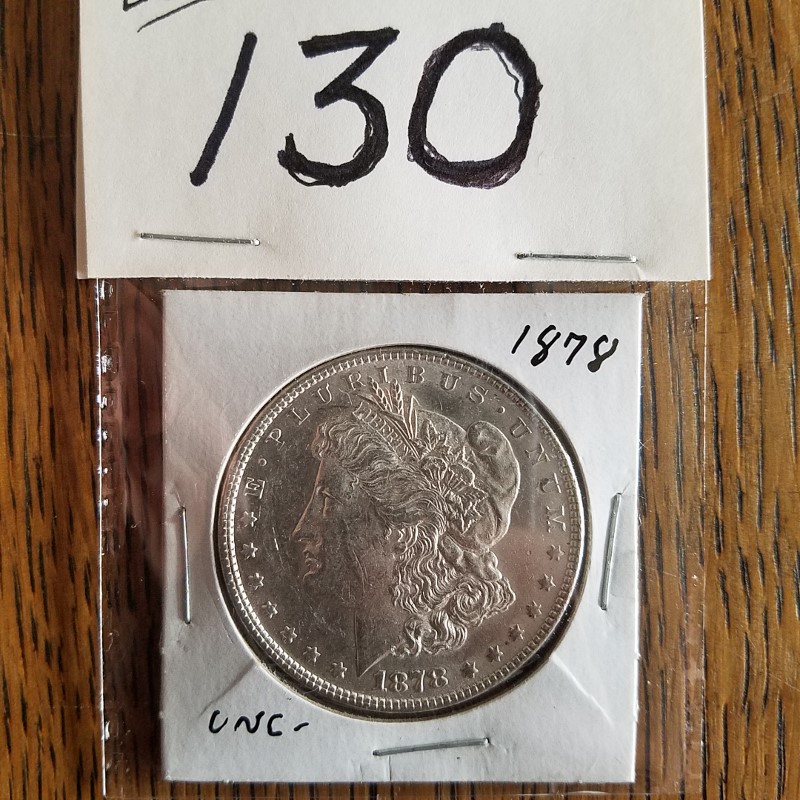 130
1878
E · PLURIBUS · UNUM
LIBERTY
1878
UNC-